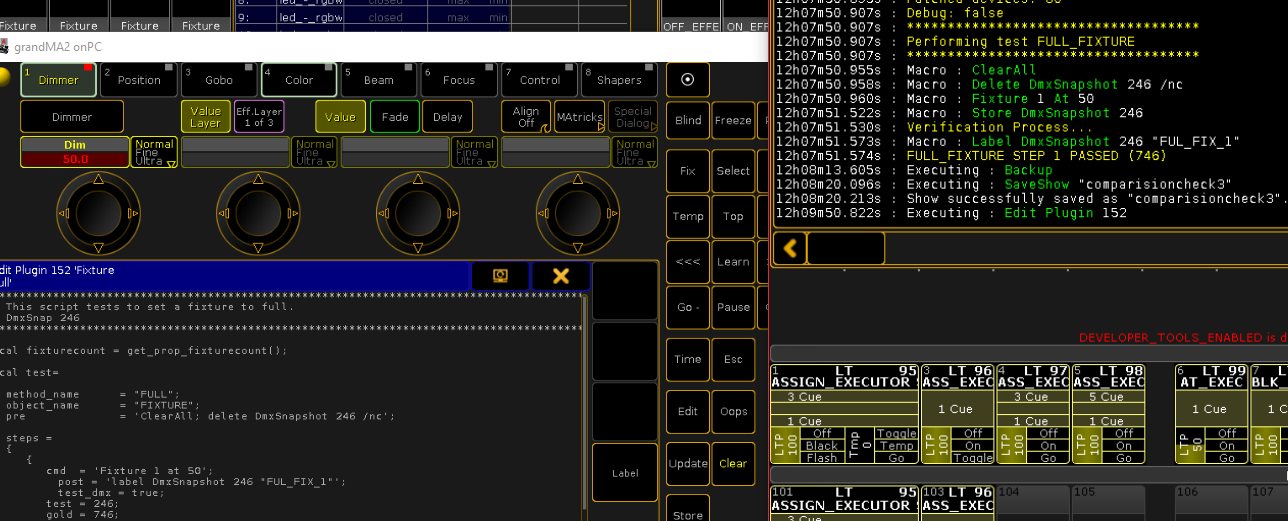 Fixture
Fixture
Fixture
Fixture
8: led_-_rgbw closed max min
9: led_-_rgbw closed max min
OFF_EFFE
ON_EFFE
grandMA2 onPC
1 Dimmer
2 Position
3 Gobo
4 Color
5 Beam
6 Focus
7 Control
8 Shapers
Dimmer
Value Layer
Eff.Layer 1 of 3
Value
Fade
Delay
Align Off
MAtricks
Special Dialog
Dim
50.0
Normal Fine Ultra
Normal Fine Ultra
Normal Fine Ultra
Normal Fine Ultra
Blind
Freeze
Fix
Select
Temp
Top
<<<
Learn
Go -
Pause
Time
Esc
Edit
Oops
Update
Clear
Store
dit Plugin 152 'Fixture
ull'
This script tests to set a fixture to full.
DmxSnap 246
cal fixturecount = get_prop_fixturecount();
cal test=
method_name = "FULL";
object_name = "FIXTURE";
pre = 'ClearAll; delete DmxSnapshot 246 /nc';
steps =
{
{
cmd = 'Fixture 1 at 50';
post = 'label DmxSnapshot 246 "FUL_FIX_1"';
test_dmx = true;
test = 246;
gold = 746;
Label
12h07m50.907s : Debug: false
12h07m50.907s : ************************************
12h07m50.907s : Performing test FULL_FIXTURE
12h07m50.907s : ************************************
12h07m50.955s : Macro : ClearAll
12h07m50.958s : Macro : Delete DmxSnapshot 246 /nc
12h07m50.960s : Macro : Fixture 1 At 50
12h07m51.522s : Macro : Store DmxSnapshot 246
12h07m51.530s : Verification Process...
12h07m51.573s : Macro : Label DmxSnapshot 246 "FUL_FIX_1"
12h07m51.574s : FULL_FIXTURE STEP 1 PASSED (746)
12h08m13.605s : Executing : Backup
12h08m20.096s : Executing : SaveShow "comparisioncheck3"
12h08m20.213s : Show successfully saved as "comparisioncheck3".
12h09m50.822s : Executing : Edit Plugin 152
DEVELOPER_TOOLS_ENABLED is d
1 LT 95
ASSIGN_EXECUTOR S
3 Cue
1 Cue
LTP 100
Off
Black
Flash
Tmp 0
Toggle
Temp
Go
3 LT 96
ASS_EXEC
1 Cue
LTP 100
Off
On
Toggle
4 LT 97
ASS_EXEC
3 Cue
1 Cue
LTP 100
Off
On
Go
5 LT 98
ASS_EXEC
5 Cue
1 Cue
LTP 100
Off
On
Go
6 LT 99
AT_EXEC
1 Cue
LTP 50
Off
On
Go
7 L
BLK_
1 C
LTP 100
101 LT 95
ASSIGN_EXECUTOR
3 Cue
103 LT 96
ASS_EXEC
104
105
106
107